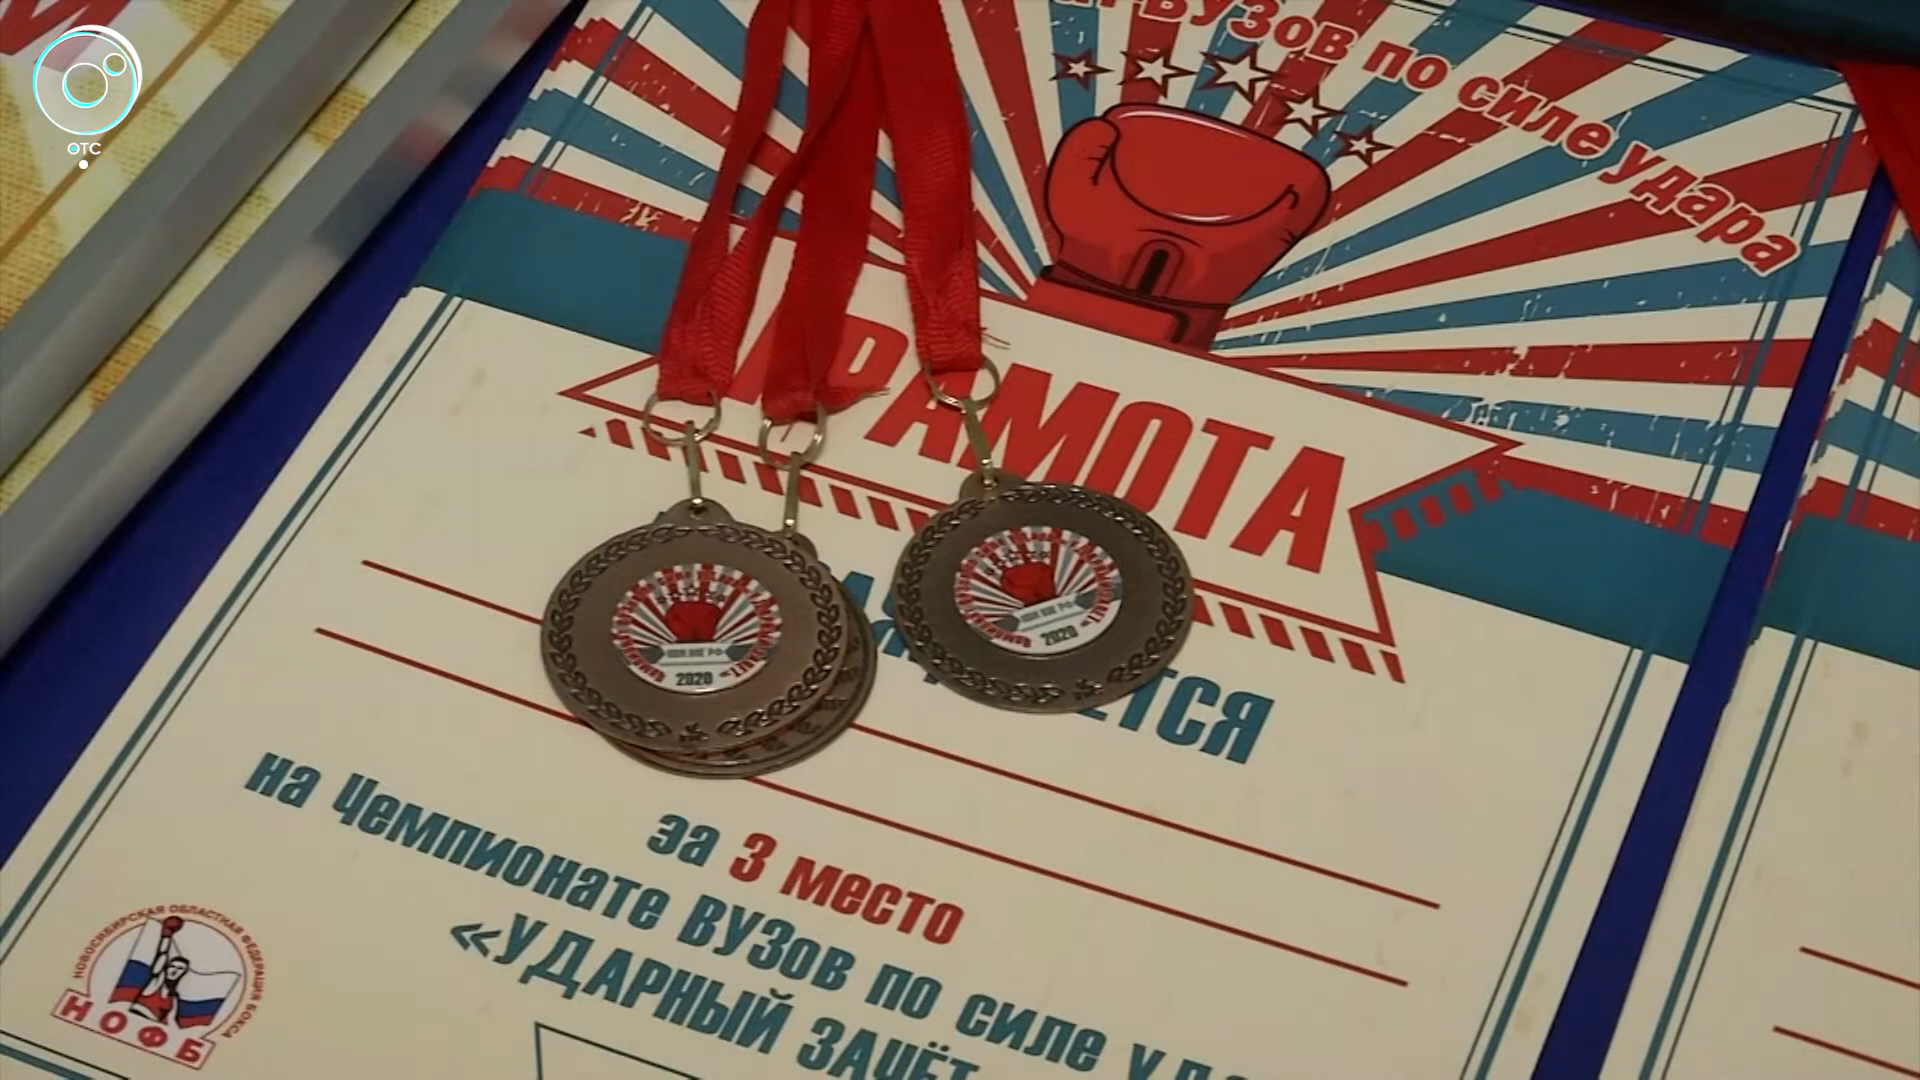 ОТС
ВУЗов по силе удара
ГРАМОТА
за 3 место
на Чемпионате ВУЗов по силе
«УДАРНЫЙ ЗАЧЁТ
НОВОСИБИРСКАЯ ОБЛАСТНАЯ ФЕДЕРАЦИЯ БОКСА
НОФБ
2020
2020